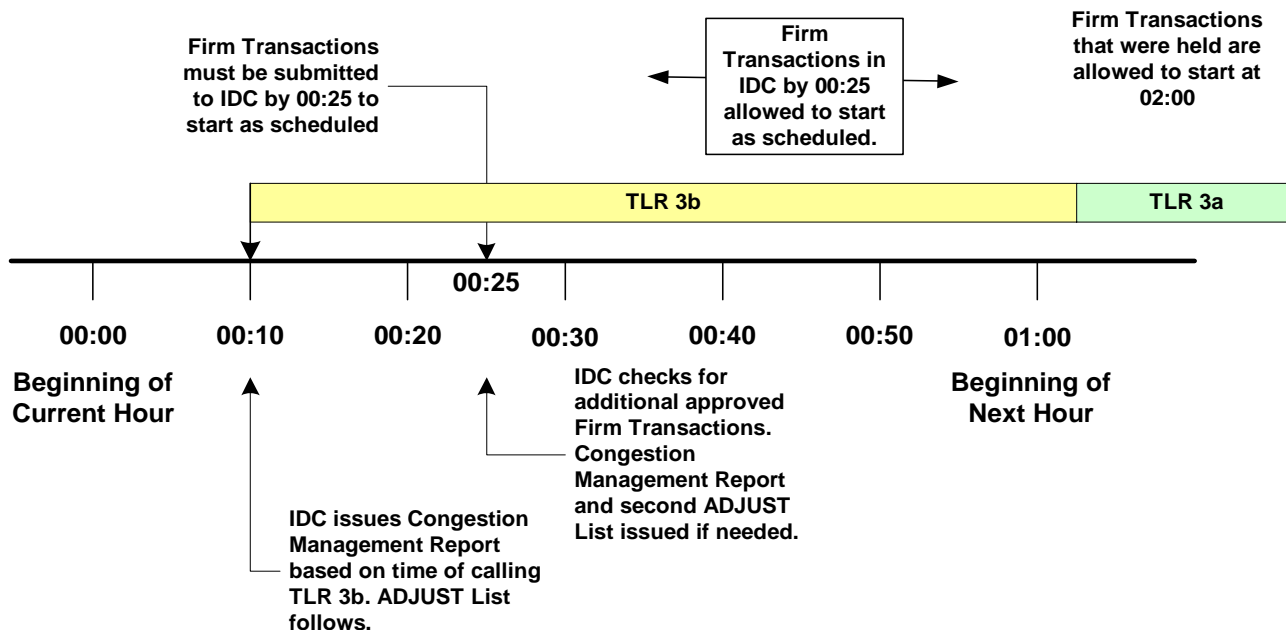 Firm Transactions
must be submitted
to IDC by 00:25 to
start as scheduled
Firm
Transactions in
IDC by 00:25
allowed to start
as scheduled.
Firm Transactions
that were held are
allowed to start at
02:00
TLR 3b
TLR 3a
00:25
00:00
00:10
00:20
00:30
00:40
00:50
01:00
Beginning of
Current Hour
Beginning of
Next Hour
IDC checks for
additional approved
Firm Transactions.
Congestion
Management Report
and second ADJUST
List issued if needed.
IDC issues Congestion
Management Report
based on time of calling
TLR 3b. ADJUST List
follows.